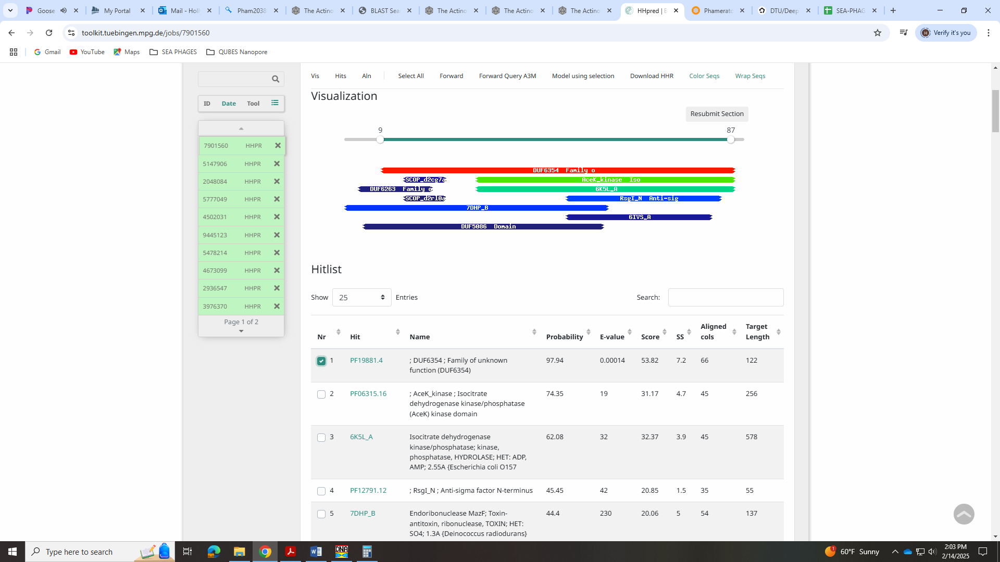 Goose
My Portal
Mail - Holl
Pham2038
The Actino
BLAST Sea
The Actino
The Actino
The Actino
HHpred | B
Phamerato
DTU/Deep
SEA-PHAG
toolkit.tuebingen.mpg.de/jobs/7901560
Verify it's you
Gmail
YouTube
Maps
SEA PHAGES
QUBES Nanopore
Vis Hits Aln Select All Forward Forward Query A3M Model using selection Download HHR Color Seqs Wrap Seqs
ID Date Tool
7901560 HHPR
5147906 HHPR
2048084 HHPR
5777049 HHPR
4502031 HHPR
9445123 HHPR
5478214 HHPR
4673099 HHPR
2936547 HHPR
3976370 HHPR
Page 1 of 2
Visualization
Resubmit Section
9 87
DUF6354 Family o
SCOP_d2cg7a AceK_kinase Iso
DUF6263 Family o 6K5L_A
SCOP_d2rl0a RsgI_N Anti-sig
7DHP_B
6IVS_A
DUF5086 Domain
Hitlist
Show 25 Entries Search:
Nr Hit Name Probability E-value Score SS Aligned cols Target Length
1 PF19881.4 ; DUF6354 ; Family of unknown 97.94 0.00014 53.82 7.2 66 122
function (DUF6354)
2 PF06315.16 ; AceK_kinase ; Isocitrate 74.35 19 31.17 4.7 45 256
dehydrogenase kinase/phosphatase
(AceK) kinase domain
3 6K5L_A Isocitrate dehydrogenase 62.08 32 32.37 3.9 45 578
kinase/phosphatase; kinase,
phosphatase, HYDROLASE; HET: ADP,
AMP; 2.55A {Escherichia coli O157
4 PF12791.12 ; RsgI_N ; Anti-sigma factor N-terminus 45.45 42 20.85 1.5 35 55
5 7DHP_B Endoribonuclease MazF; Toxin- 44.4 230 20.06 5 54 137
antitoxin, ribonuclease, TOXIN; HET:
SO4; 1.3A {Deinococcus radiodurans}
Type here to search
DNA
1
60°F Sunny
2:03 PM
2/14/2025